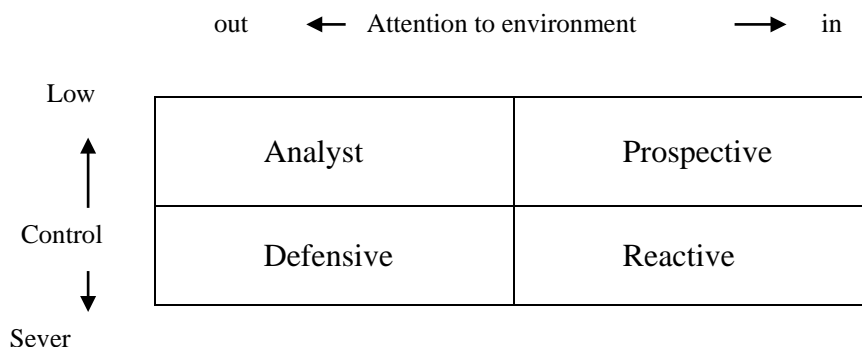 out Attention to environment in
Low
Analyst Prospective
Control
Defensive Reactive
Sever